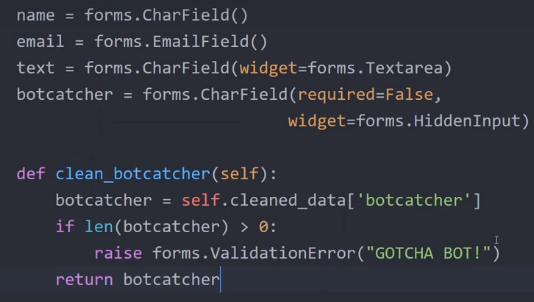 name = forms.CharField()
email = forms.EmailField()
text = forms.CharField(widget=forms.Textarea)
botcatcher = forms.CharField(required=False,
                             widget=forms.HiddenInput)

def clean_botcatcher(self):
    botcatcher = self.cleaned_data['botcatcher']
    if len(botcatcher) > 0:
        raise forms.ValidationError("GOTCHA BOT!")
    return botcatcher